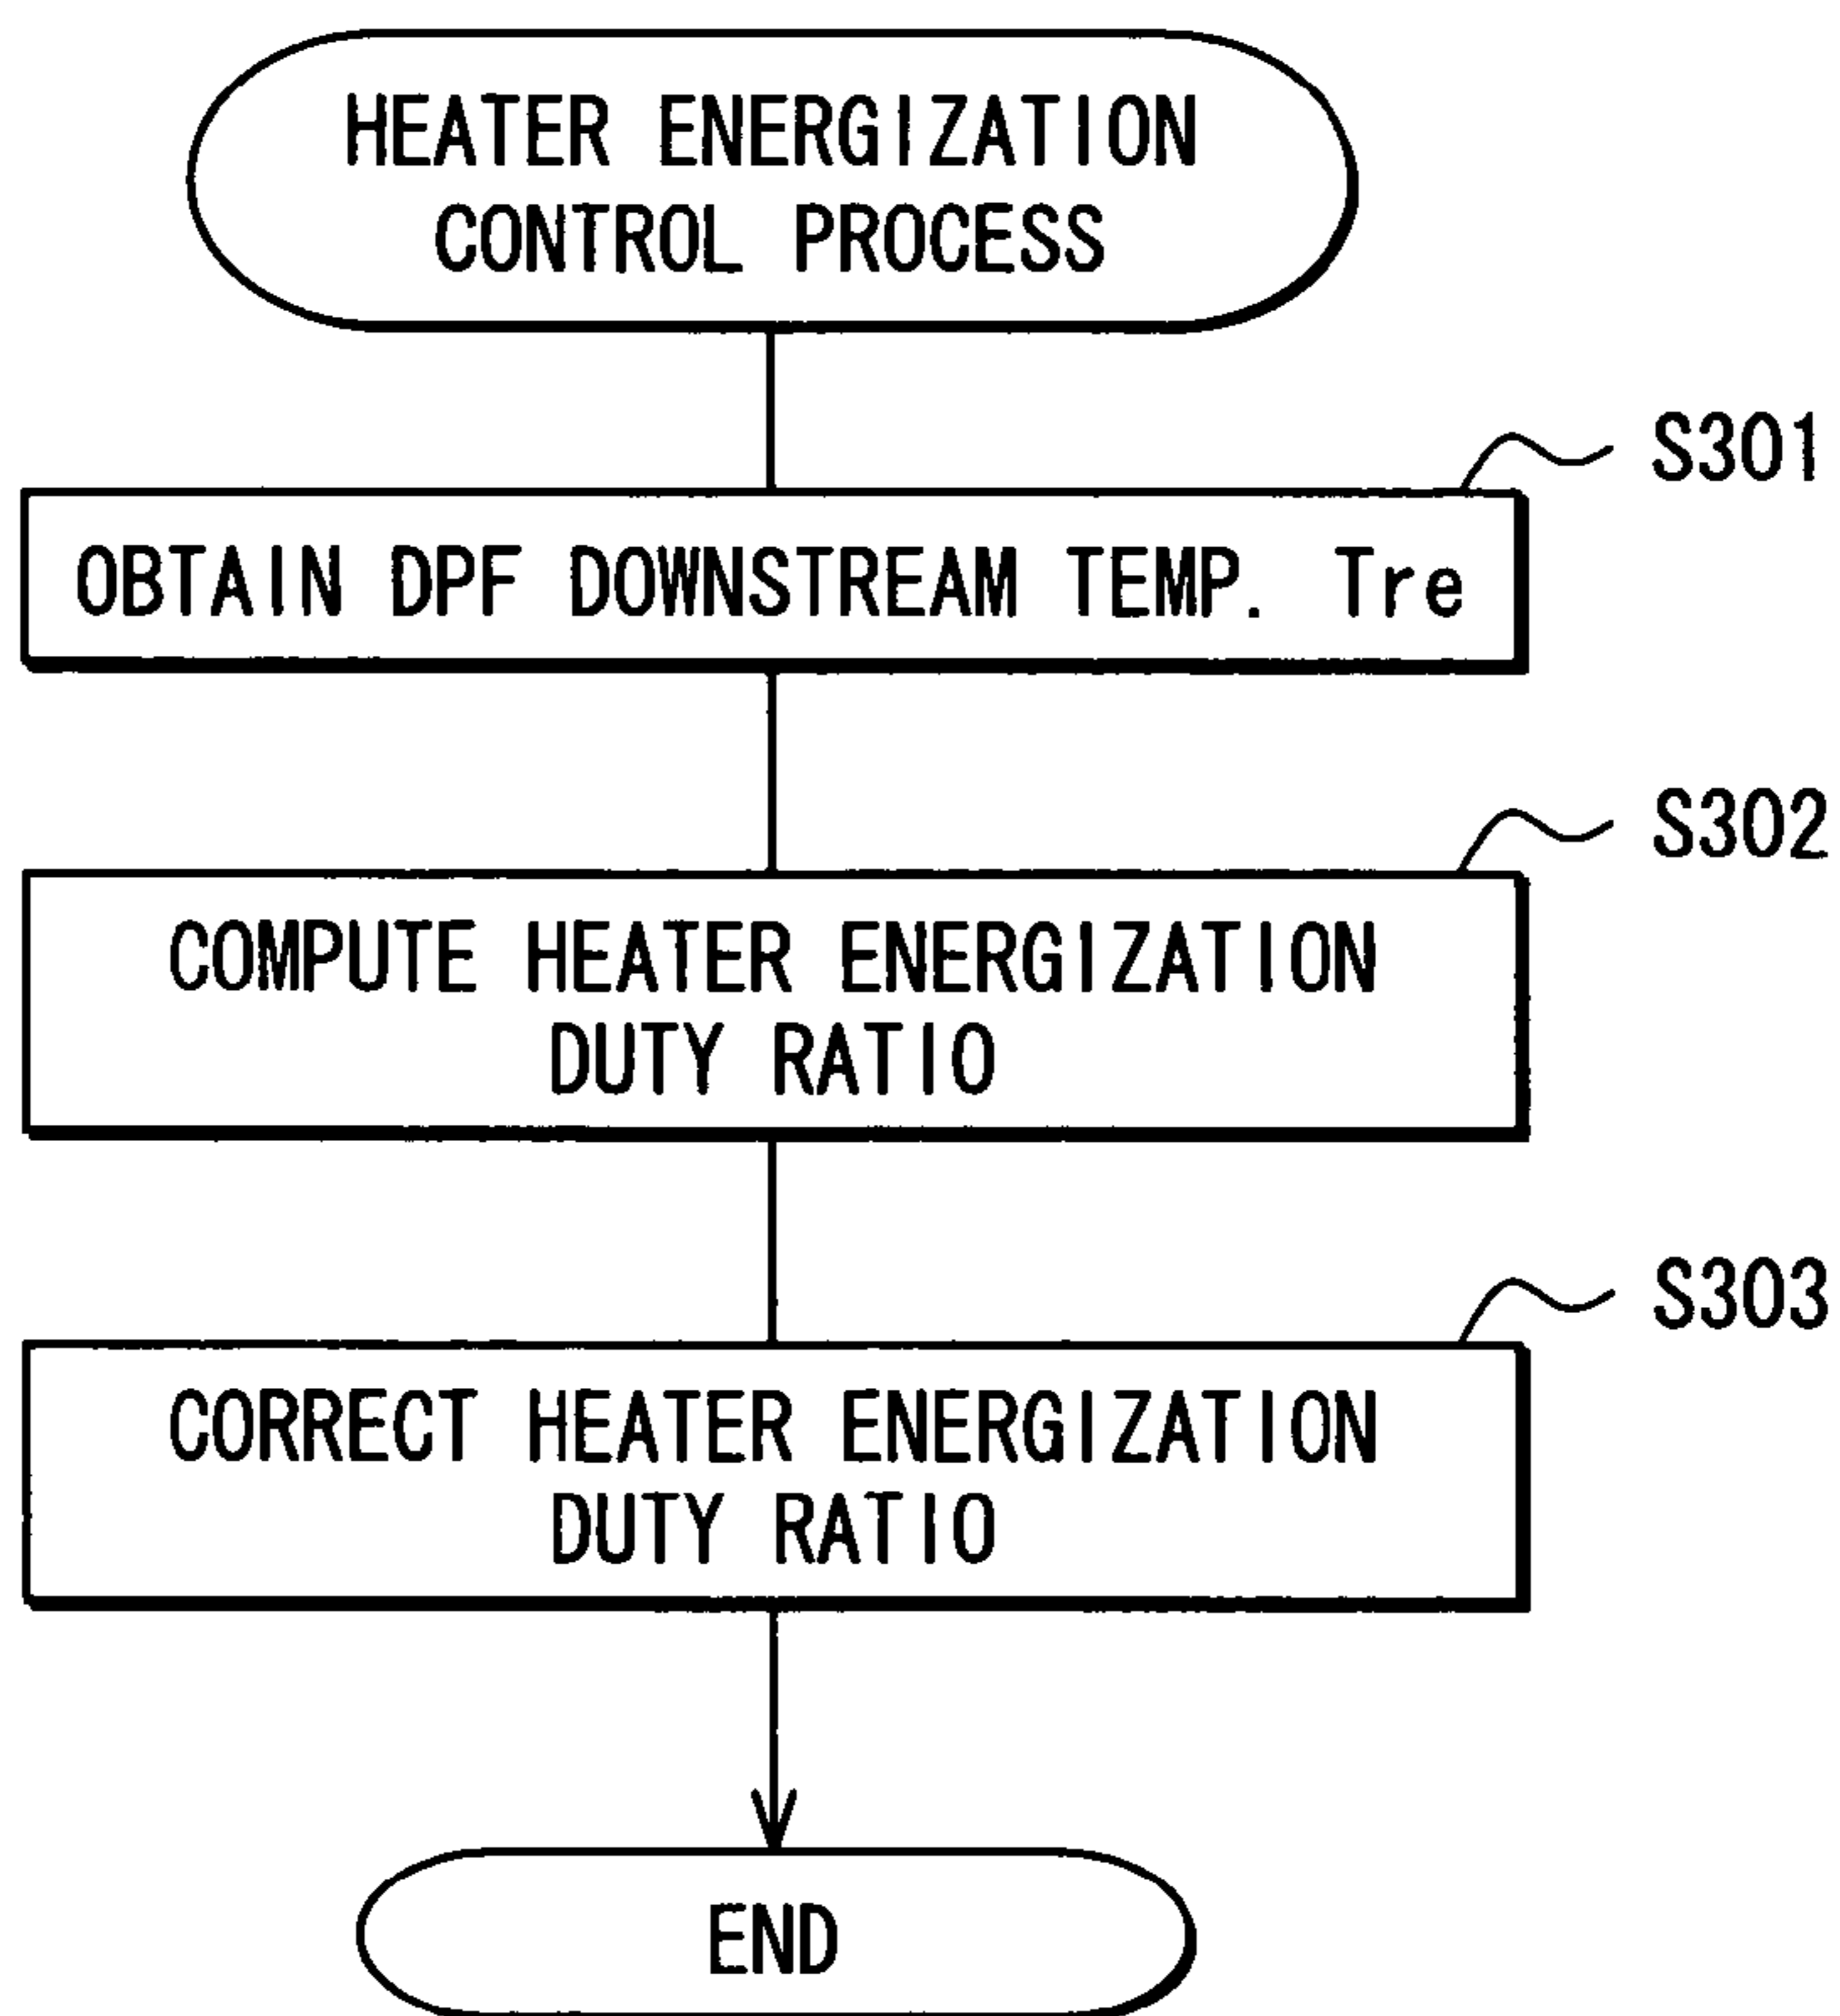 HEATER ENERGIZATION
CONTROL PROCESS
S301
OBTAIN DPF DOWNSTREAM TEMP. Tre
S302
COMPUTE HEATER ENERGIZATION
DUTY RATIO
S303
CORRECT HEATER ENERGIZATION
DUTY RATIO
END